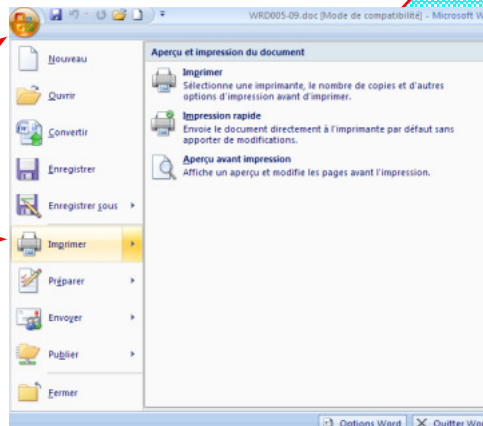 WRD005-09.doc [Mode de compatibilité] - Microsoft W
Nouveau
Ouvrir
Convertir
Enregistrer
Enregistrer sous
Imprimer
Préparer
Envoyer
Publier
Fermer
Aperçu et impression du document
Imprimer
Sélectionne une imprimante, le nombre de copies et d'autres
options d'impression avant d'imprimer.
Impression rapide
Envoie le document directement à l'imprimante par défaut sans
apporter de modifications.
Aperçu avant impression
Affiche un aperçu et modifie les pages avant l'impression.
Options Word
Quitter Wor